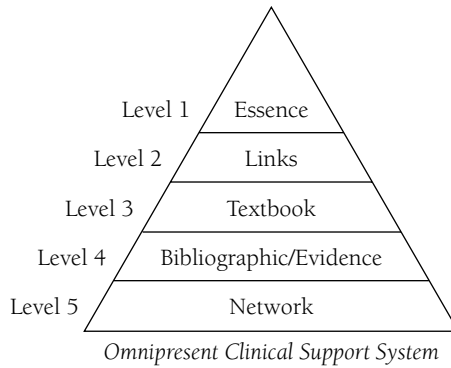 Level 1 Essence
Level 2 Links
Level 3 Textbook
Level 4 Bibliographic/Evidence
Level 5 Network
Omnipresent Clinical Support System